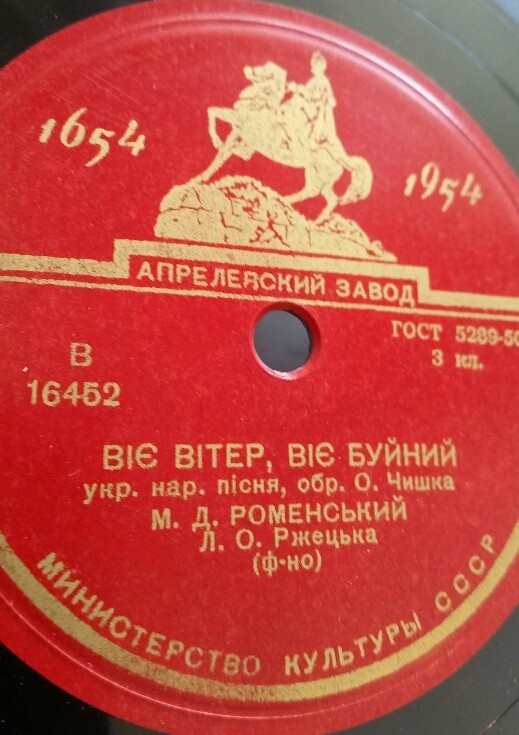 1654
1954
АПРЕЛЕВСКИЙ ЗАВОД
ГОСТ 5289-50
3 кл.
В
16452
ВІЄ ВІТЕР, ВІЄ БУЙНИЙ
укр. нар. пісня, обр. О. Чишка
М. Д. РОМЕНСЬКИЙ
Л. О. Ржецька
(ф-но)
МИНИСТЕРСТВО КУЛЬТУРЫ СССР